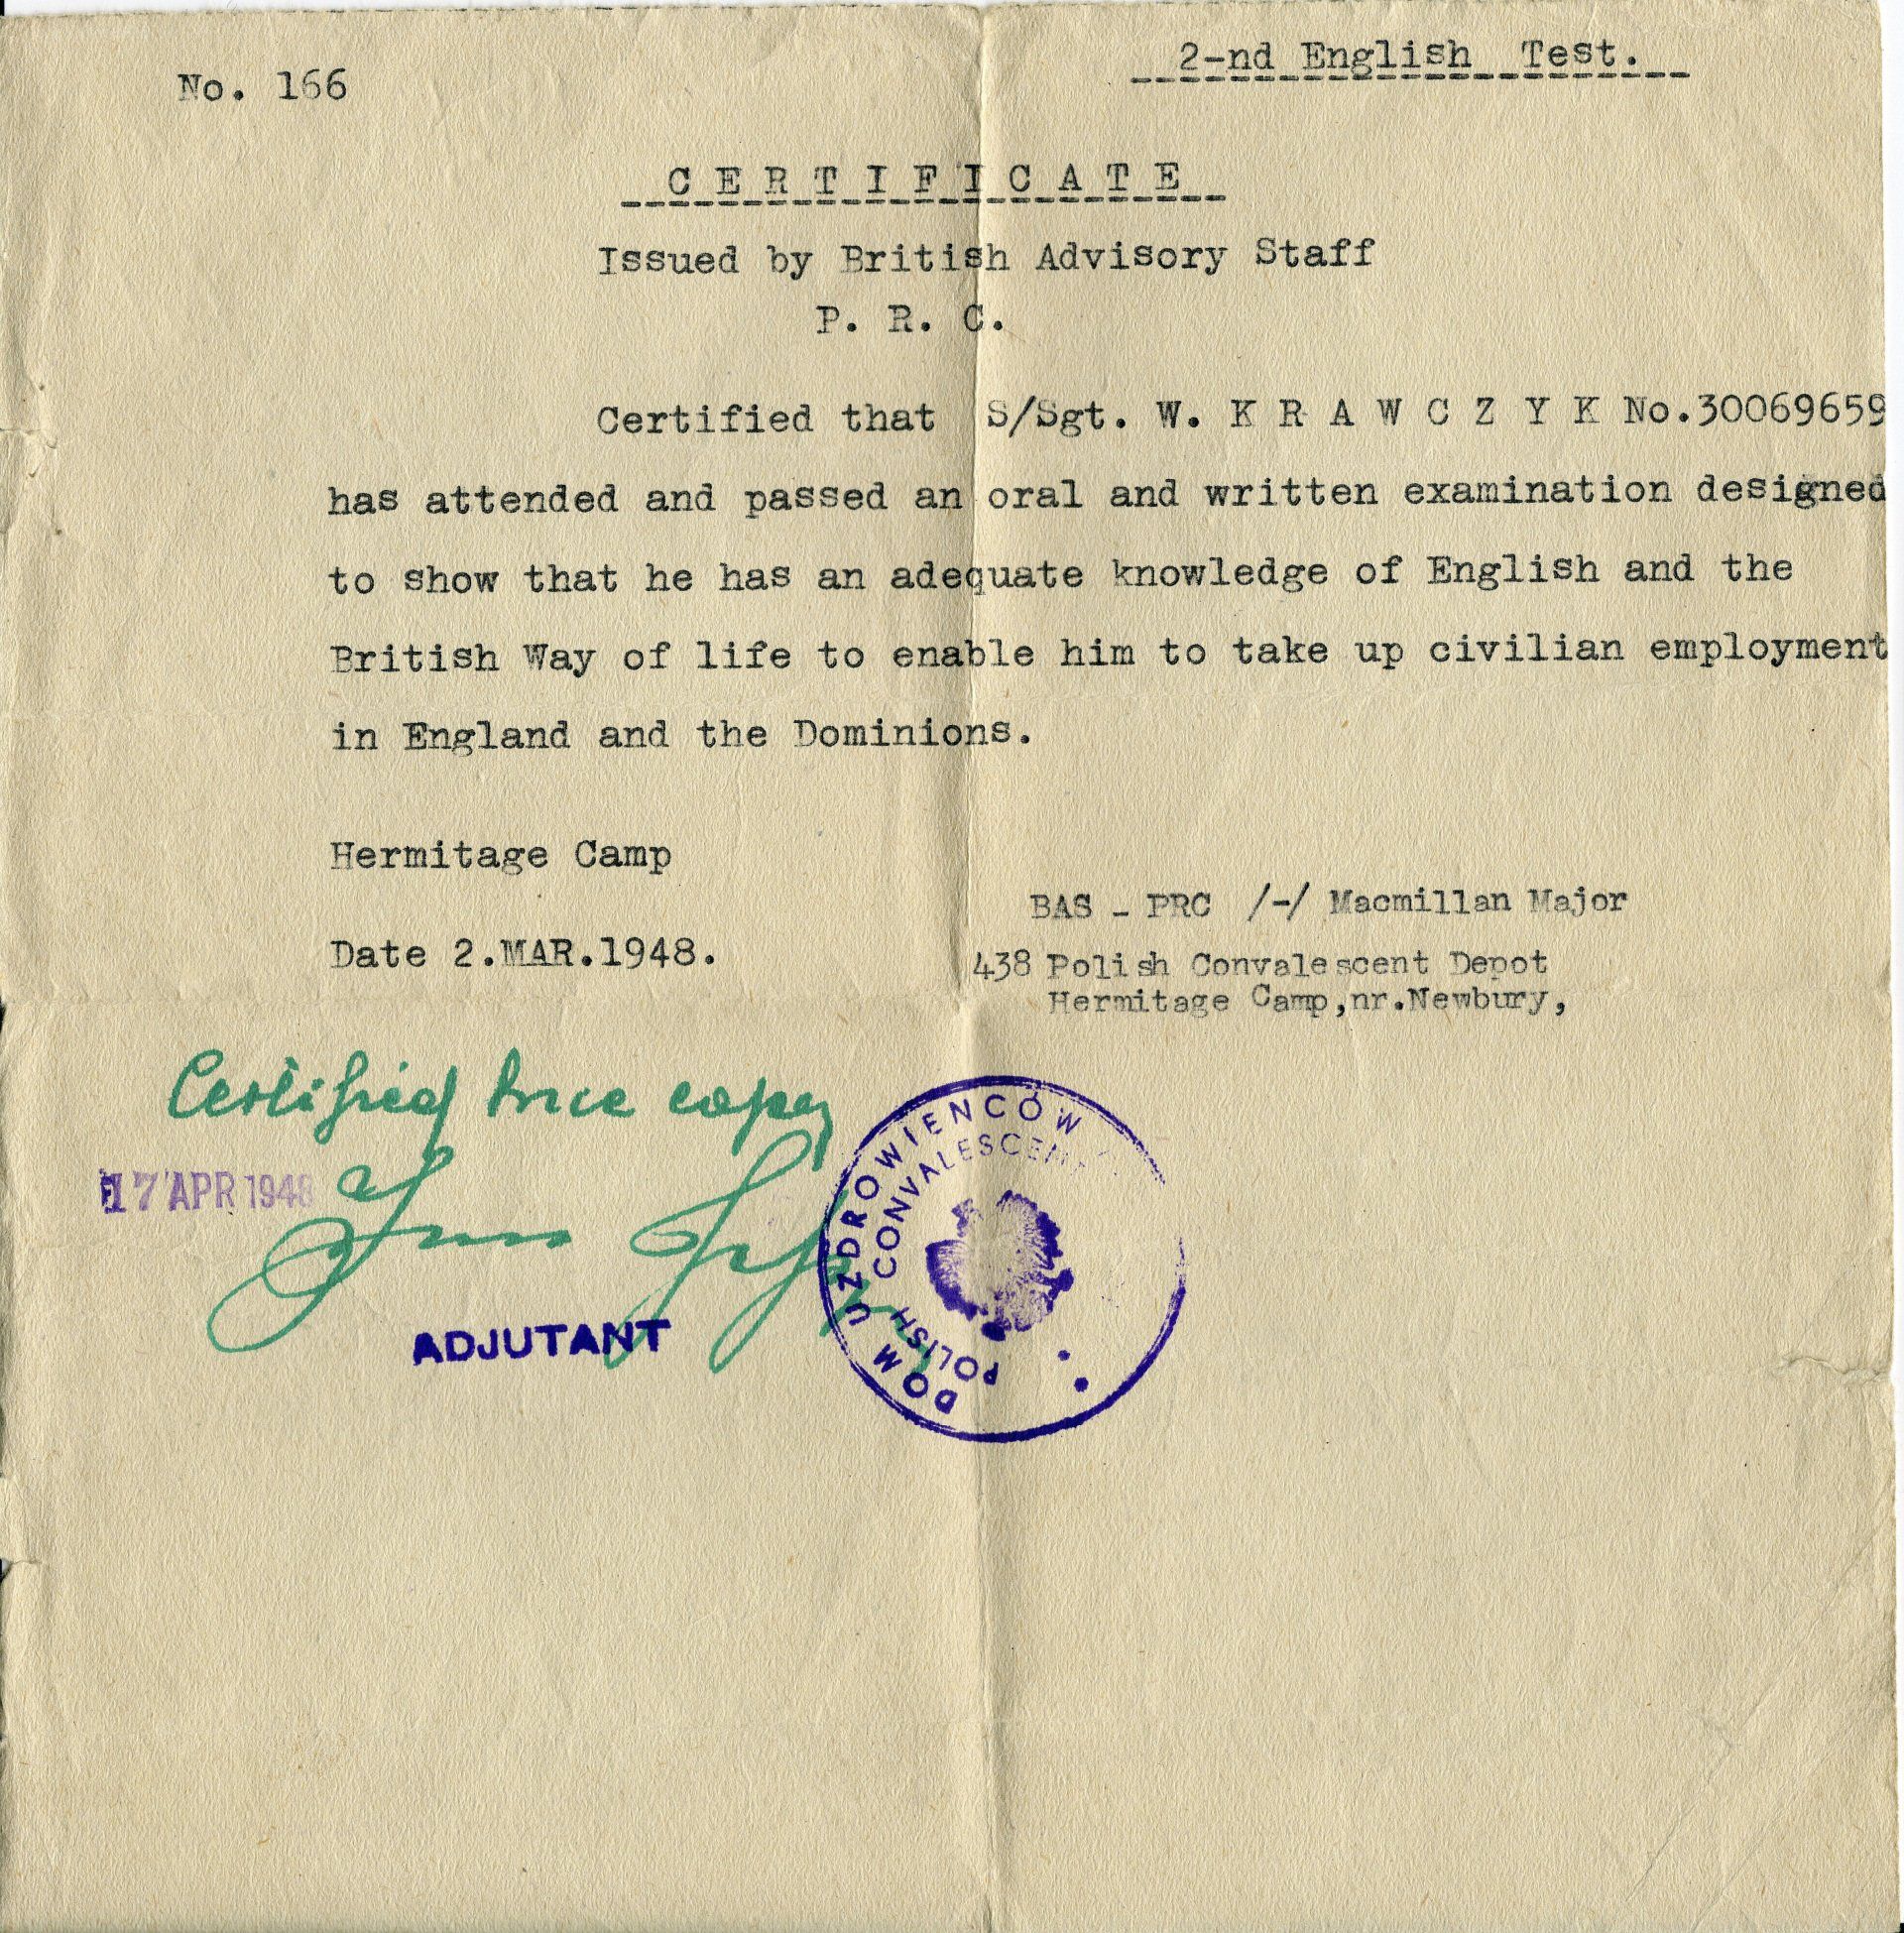 No. 166
2-nd English Test.
C E R T I F I C A T E
Issued by British Advisory Staff
P. R. C.
Certified that S/Sgt. W. K R A W C Z Y K No.30069659
has attended and passed an oral and written examination designed
to show that he has an adequate knowledge of English and the
British Way of life to enable him to take up civilian employment
in England and the Dominions.
Hermitage Camp
BAS - PRC /-/ Macmillan Major
Date 2.MAR.1948.
438 Polish Convalescent Depot
Hermitage Camp,nr.Newbury,
Certified true copy
17 APR 1948
ADJUTANT
DOM UZDROWIEŃCÓW
POLISH CONVALESCENT